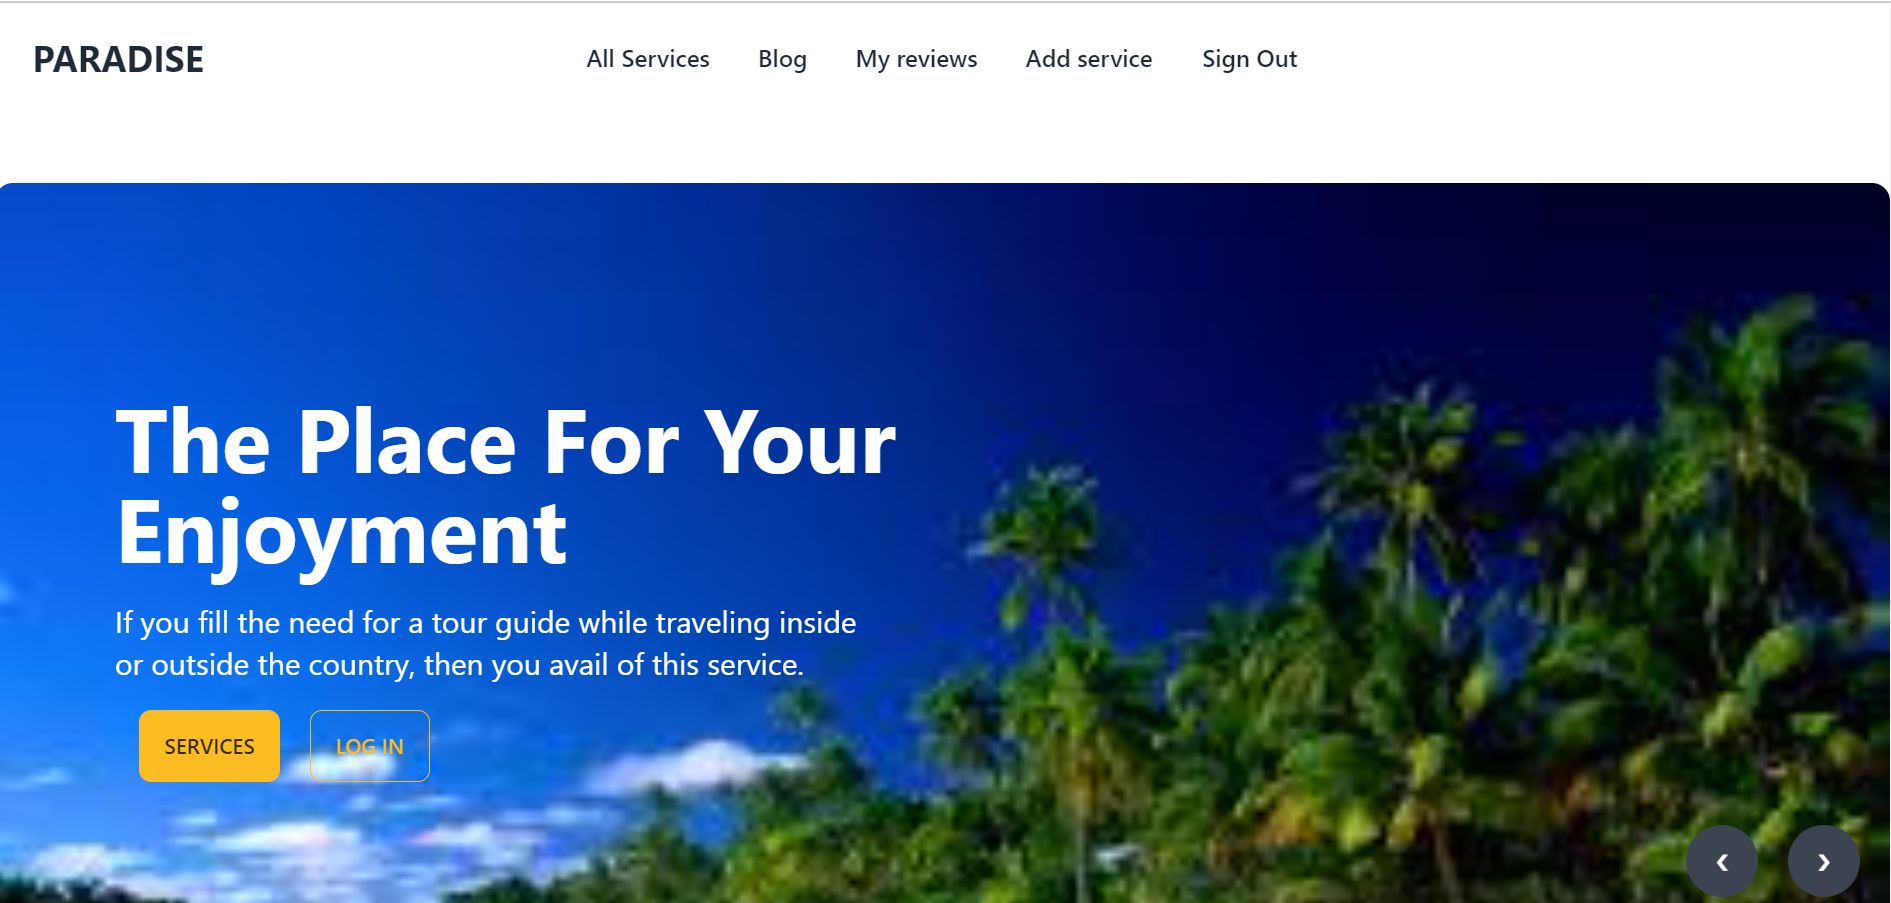 PARADISE
All Services Blog My reviews Add service Sign Out
The Place For Your
Enjoyment
If you fill the need for a tour guide while traveling inside
or outside the country, then you avail of this service.
SERVICES LOG IN
❮ ❯